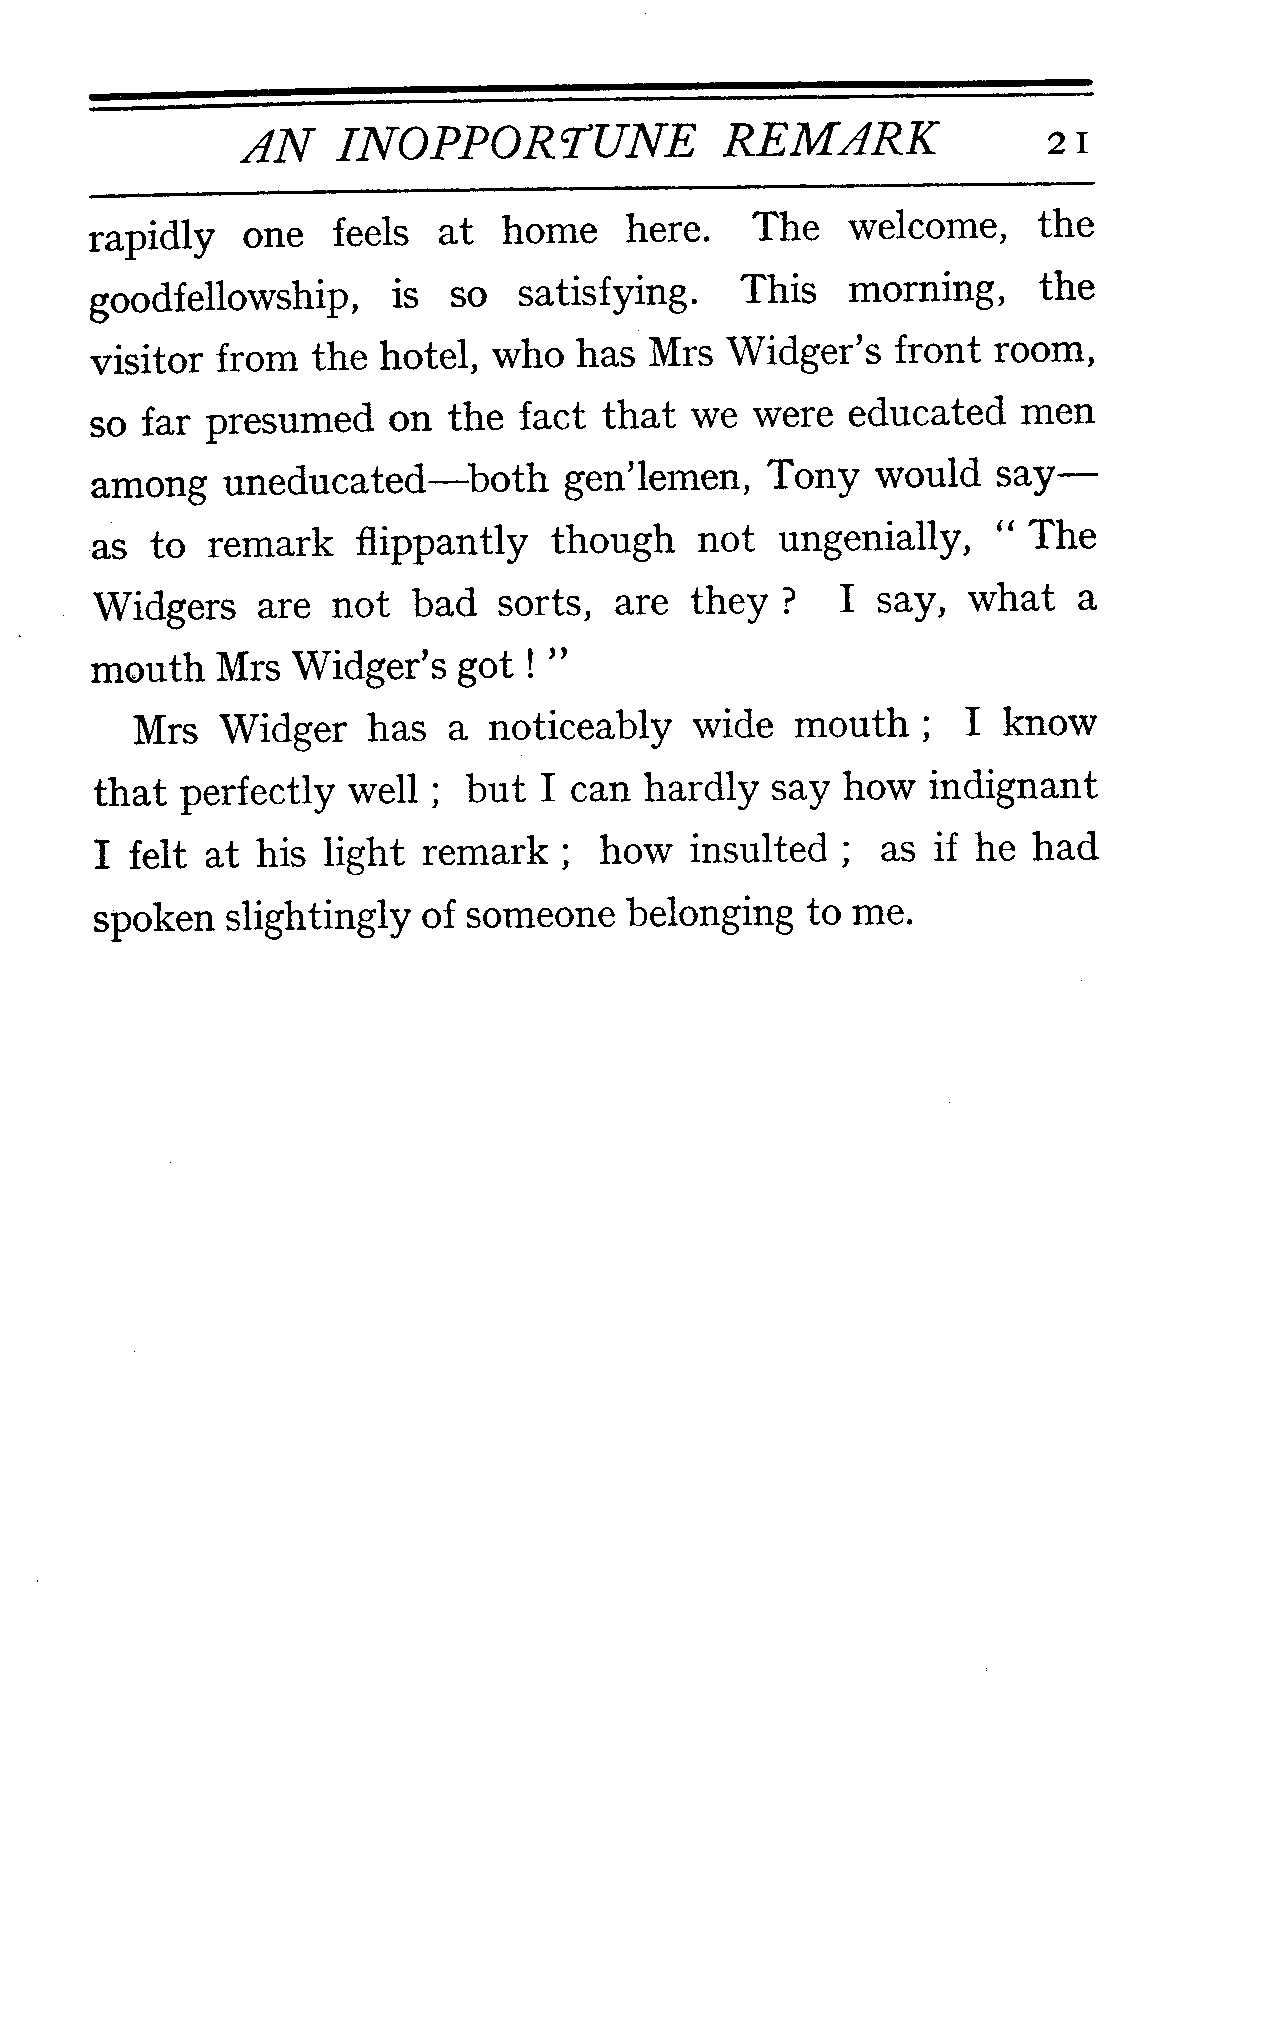 AN INOPPORTUNE REMARK 21
rapidly one feels at home here. The welcome, the
goodfellowship, is so satisfying. This morning, the
visitor from the hotel, who has Mrs Widger's front room,
so far presumed on the fact that we were educated men
among uneducated—both gen'lemen, Tony would say—
as to remark flippantly though not ungenially, “ The
Widgers are not bad sorts, are they ? I say, what a
mouth Mrs Widger's got ! ”
Mrs Widger has a noticeably wide mouth ; I know
that perfectly well ; but I can hardly say how indignant
I felt at his light remark ; how insulted ; as if he had
spoken slightingly of someone belonging to me.